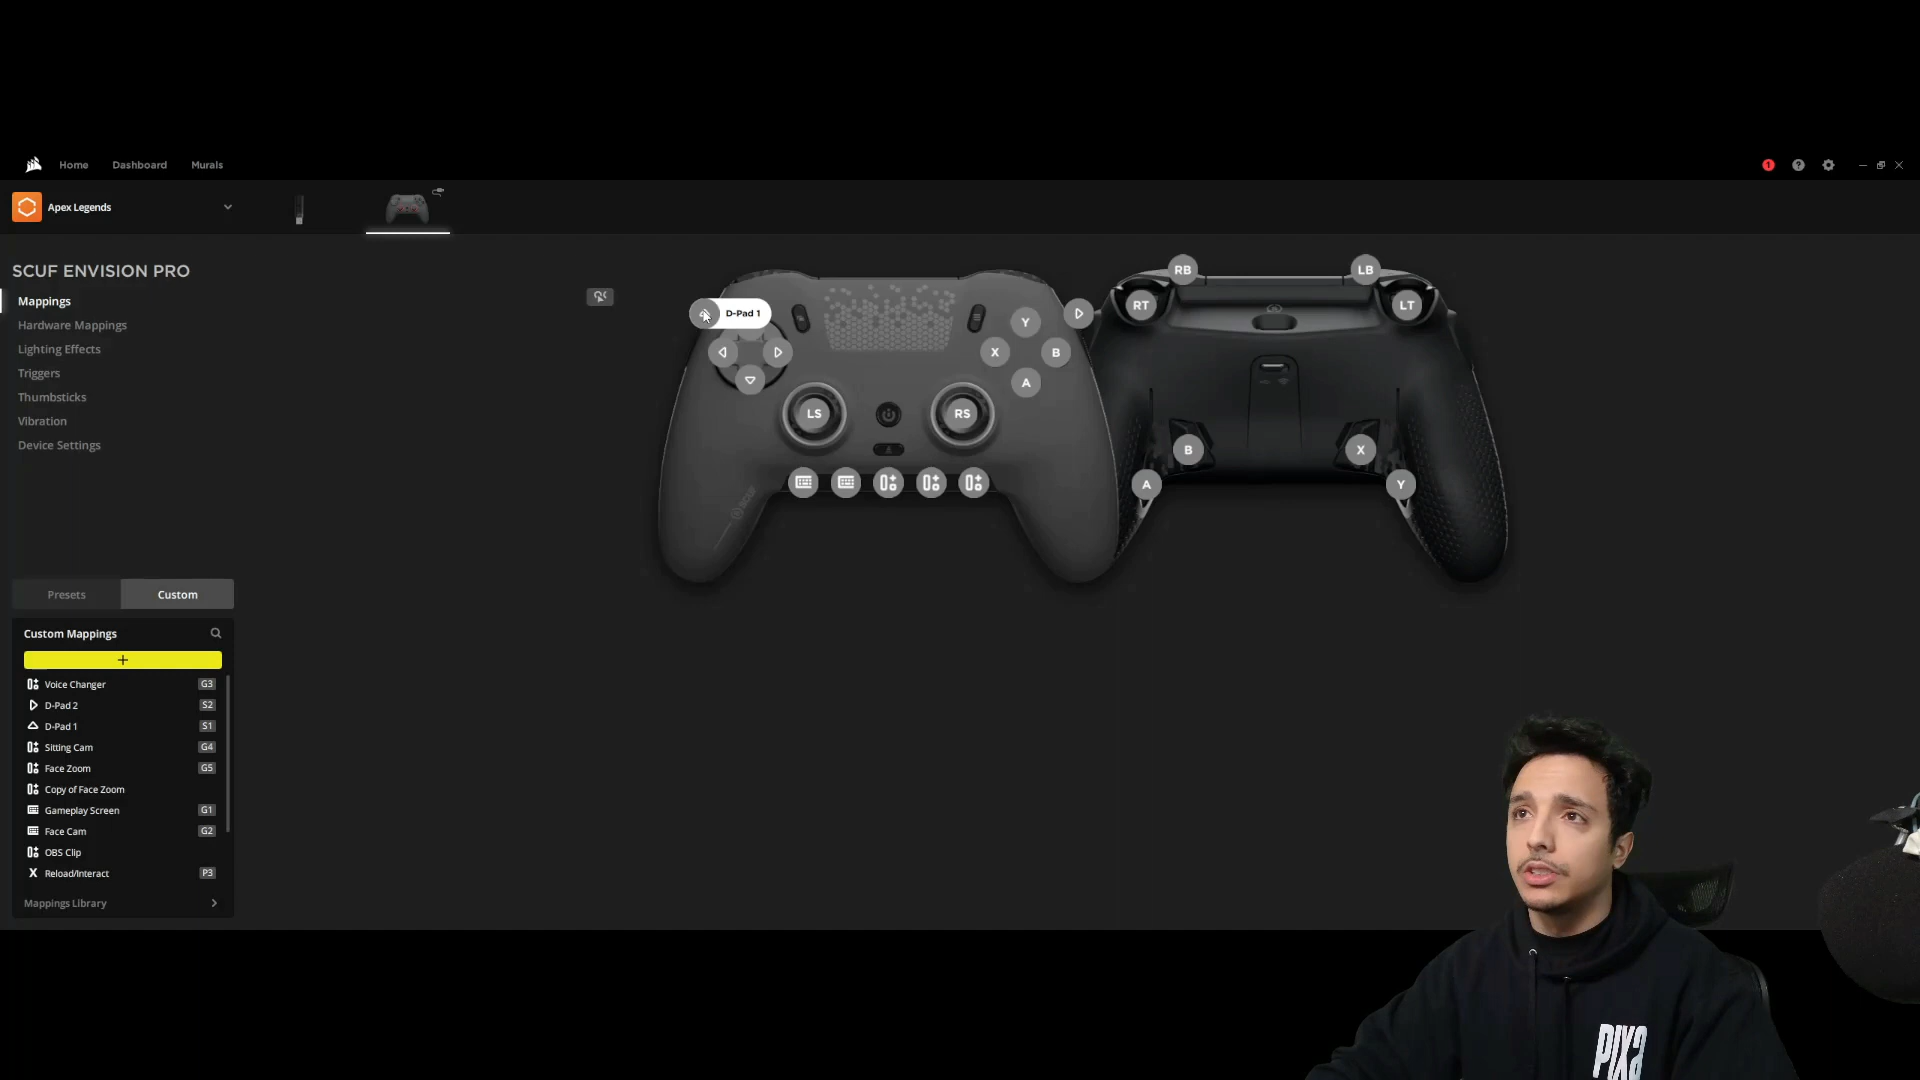 Home Dashboard Murals
1
Apex Legends
SCUF ENVISION PRO
Mappings
Hardware Mappings
Lighting Effects
Triggers
Thumbsticks
Vibration
Device Settings
RB LB
RT LT
D-Pad 1
Y
X B
A
LS RS
B X
A Y
SCUF
Presets Custom
Custom Mappings
+
Voice Changer G3
D-Pad 2 S2
D-Pad 1 S1
Sitting Cam G4
Face Zoom G5
Copy of Face Zoom
Gameplay Screen G1
Face Cam G2
OBS Clip
X Reload/Interact P3
Mappings Library
PIXA